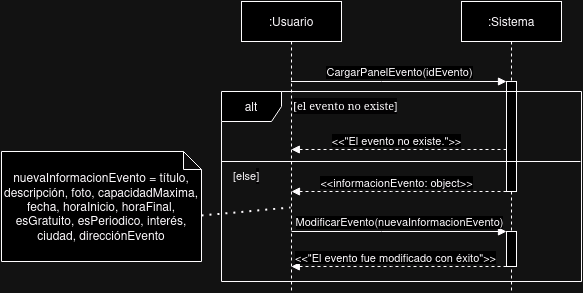 :Usuario
:Sistema
CargarPanelEvento(idEvento)
alt
[el evento no existe]
<<"El evento no existe.">>
[else]
<<informacionEvento: object>>
nuevaInformacionEvento = título,
descripción, foto, capacidadMaxima,
fecha, horaInicio, horaFinal,
esGratuito, esPeriodico, interés,
ciudad, direcciónEvento
ModificarEvento(nuevaInformacionEvento)
<<"El evento fue modificado con éxito">>